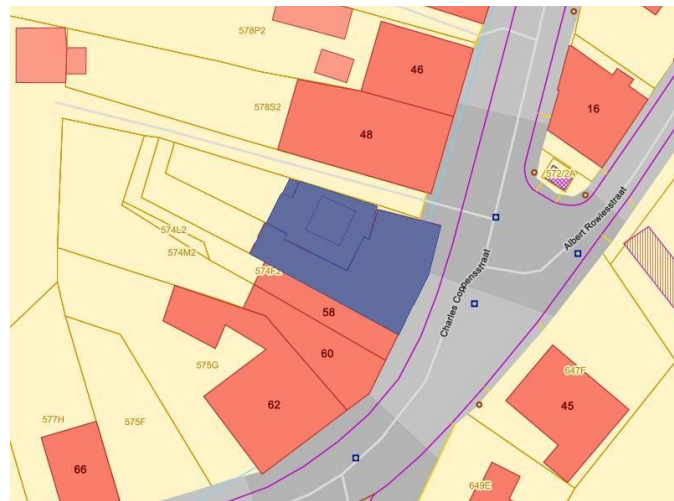 578P2
46
16
578S2
48
572/2A
Albert Rowiesstraat
574L2
574M2
574F2
Charles Coppensstraat
58
60
575G
647F
62
45
577H
575F
66
649E